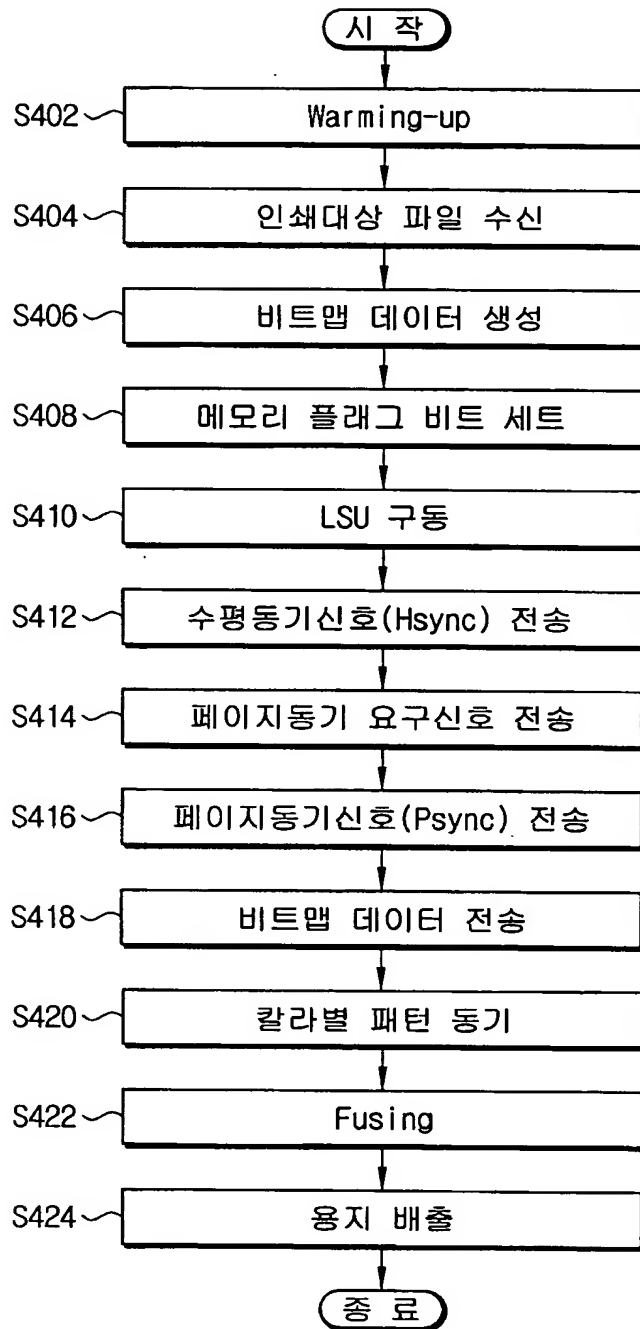 시 작
S402 Warming-up
S404 인쇄대상 파일 수신
S406 비트맵 데이터 생성
S408 메모리 플래그 비트 세트
S410 LSU 구동
S412 수평동기신호(Hsync) 전송
S414 페이지동기 요구신호 전송
S416 페이지동기신호(Psync) 전송
S418 비트맵 데이터 전송
S420 칼라별 패턴 동기
S422 Fusing
S424 용지 배출
종 료